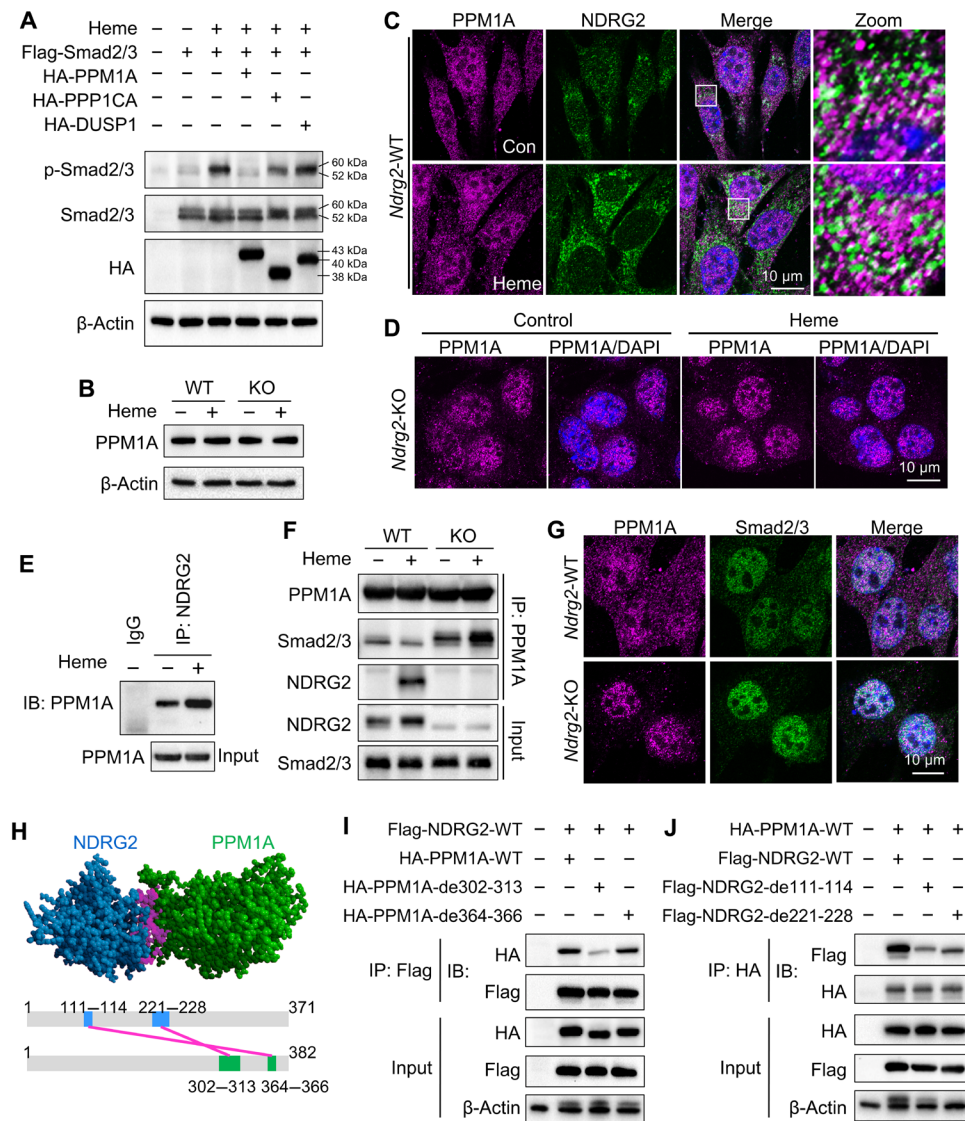 A
Heme – – + + + +
Flag-Smad2/3 – + + + + +
HA-PPM1A – – – + – –
HA-PPP1CA – – – – + –
HA-DUSP1 – – – – – +
p-Smad2/3
60 kDa
52 kDa
Smad2/3
60 kDa
52 kDa
HA
43 kDa
40 kDa
38 kDa
β-Actin
B
WT KO
Heme – + – +
PPM1A
β-Actin
C
PPM1A NDRG2 Merge Zoom
Ndrg2-WT
Con
Heme
10 µm
D
Control Heme
PPM1A PPM1A/DAPI PPM1A PPM1A/DAPI
Ndrg2-KO
10 µm
E
IgG
IP: NDRG2
Heme – – +
IB: PPM1A
PPM1A Input
F
WT KO
Heme – + – +
PPM1A
Smad2/3
NDRG2
IP: PPM1A
NDRG2
Smad2/3
Input
G
PPM1A Smad2/3 Merge
Ndrg2-WT
Ndrg2-KO
10 µm
H
NDRG2 PPM1A
1 111–114 221–228 371
1 382
302–313 364–366
I
Flag-NDRG2-WT – + + +
HA-PPM1A-WT – + – –
HA-PPM1A-de302-313 – – + –
HA-PPM1A-de364-366 – – – +
IP: Flag IB: HA
Flag
Input HA
Flag
β-Actin
J
HA-PPM1A-WT – + + +
Flag-NDRG2-WT – + – –
Flag-NDRG2-de111-114 – – + –
Flag-NDRG2-de221-228 – – – +
IP: HA IB: Flag
HA
Input HA
Flag
β-Actin